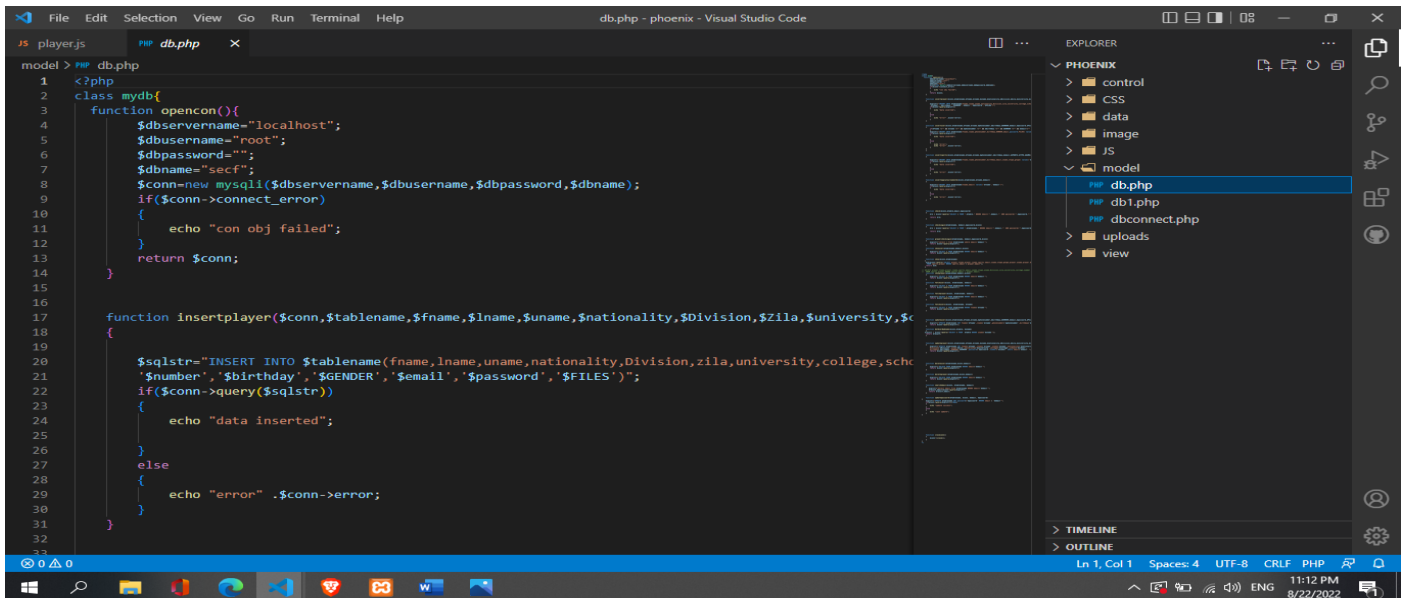 File Edit Selection View Go Run Terminal Help
db.php - phoenix - Visual Studio Code
JS player.js PHP db.php
model > PHP db.php
1 <?php
2 class mydb{
3 function opencon(){
4 $dbservername="localhost";
5 $dbusername="root";
6 $dbpassword="";
7 $dbname="secf";
8 $conn=new mysqli($dbservername,$dbusername,$dbpassword,$dbname);
9 if($conn->connect_error)
10 {
11 echo "con obj failed";
12 }
13 return $conn;
14 }
15
16
17 function insertplayer($conn,$tablename,$fname,$lname,$uname,$nationality,$Division,$Zila,$university,$c
18 {
19
20 $sqlstr="INSERT INTO $tablename(fname,lname,uname,nationality,Division,zila,university,college,scho
21 '$number','$birthday','$GENDER','$email','$password','$FILES')";
22 if($conn->query($sqlstr))
23 {
24 echo "data inserted";
25
26 }
27 else
28 {
29 echo "error" .$conn->error;
30 }
31 }
32
33
EXPLORER
PHOENIX
control
CSS
data
image
JS
model
PHP db.php
PHP db1.php
PHP dbconnect.php
uploads
view
TIMELINE
OUTLINE
0 0
Ln 1, Col 1 Spaces: 4 UTF-8 CRLF PHP
ENG
11:12 PM
8/22/2022
1